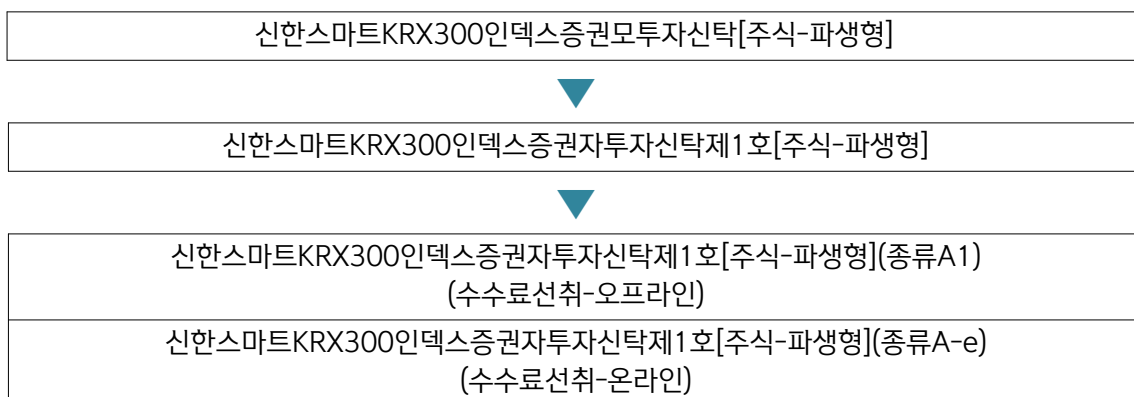 신한스마트KRX300인덱스증권모투자신탁[주식-파생형]
신한스마트KRX300인덱스증권자투자신탁제1호[주식-파생형]
신한스마트KRX300인덱스증권자투자신탁제1호[주식-파생형](종류A1)
(수수료선취-오프라인)
신한스마트KRX300인덱스증권자투자신탁제1호[주식-파생형](종류A-e)
(수수료선취-온라인)